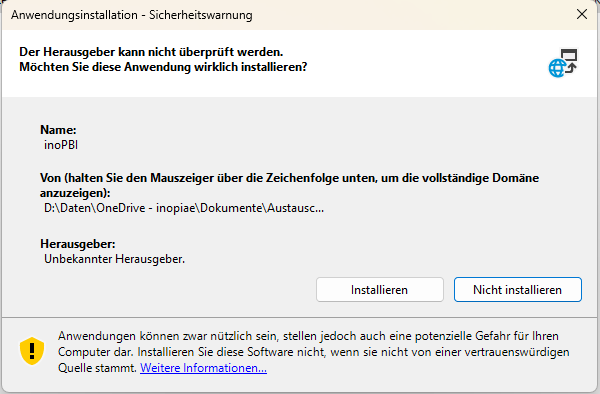 Anwendungsinstallation - Sicherheitswarnung
Der Herausgeber kann nicht überprüft werden.
Möchten Sie diese Anwendung wirklich installieren?
Name:
inoPBI
Von (halten Sie den Mauszeiger über die Zeichenfolge unten, um die vollständige Domäne
anzuzeigen):
D:\Daten\OneDrive - inopiae\Dokumente\Austausc...
Herausgeber:
Unbekannter Herausgeber.
Installieren
Nicht installieren
Anwendungen können zwar nützlich sein, stellen jedoch auch eine potenzielle Gefahr für Ihren
Computer dar. Installieren Sie diese Software nicht, wenn sie nicht von einer vertrauenswürdigen
Quelle stammt. Weitere Informationen...